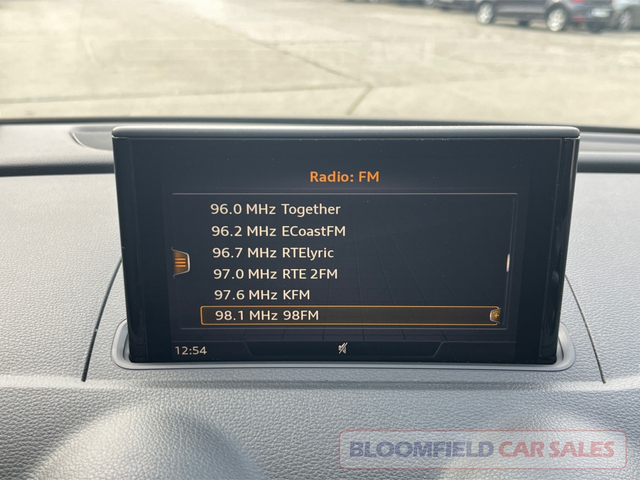 Radio: FM
96.0 MHz Together
96.2 MHz ECoastFM
96.7 MHz RTElyric
97.0 MHz RTE 2FM
97.6 MHz KFM
98.1 MHz 98FM
12:54
BLOOMFIELD CAR SALES